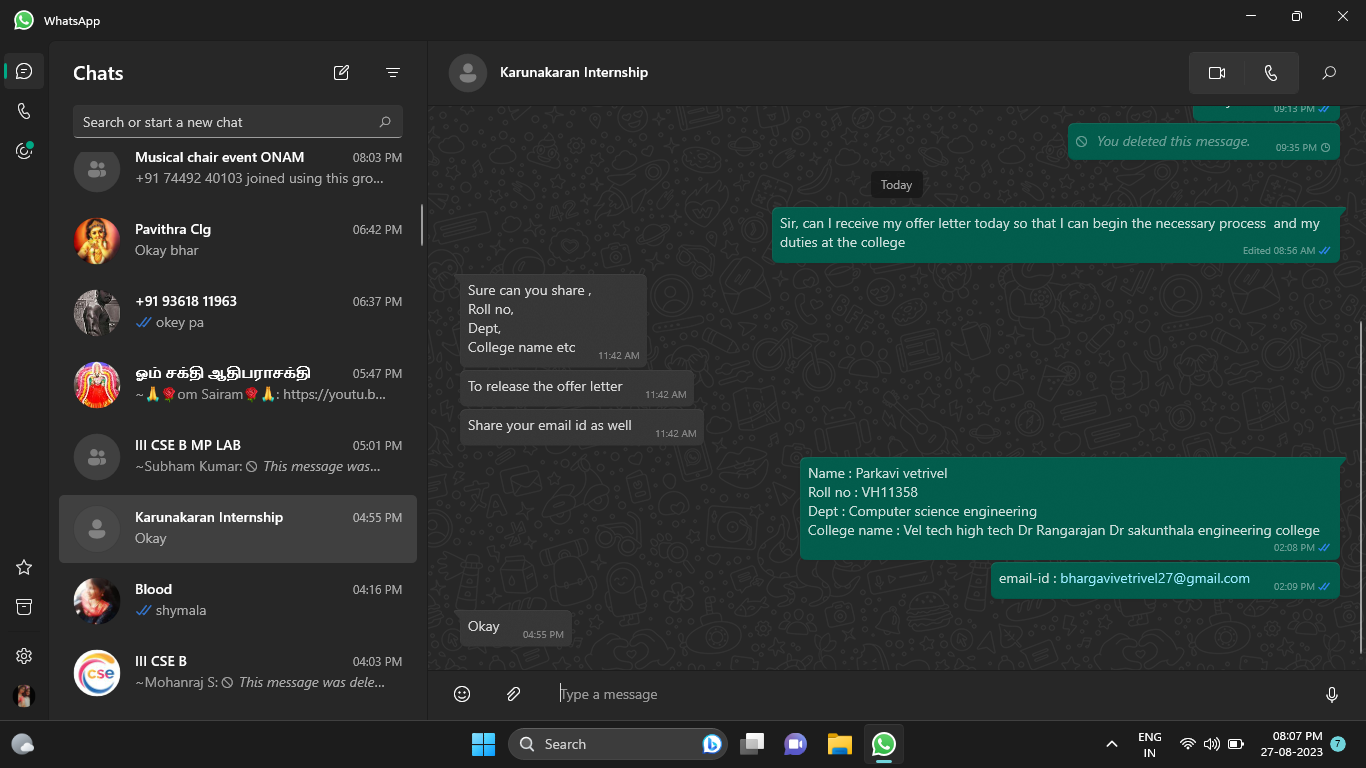 WhatsApp
Chats
Search or start a new chat
Musical chair event ONAM 08:03 PM
+91 74492 40103 joined using this gro...
Pavithra Clg 06:42 PM
Okay bhar
+91 93618 11963 06:37 PM
okey pa
ஓம் சக்தி ஆதிபராசக்தி 05:47 PM
~🙏🌹om Sairam🌹🙏: https://youtu.b...
III CSE B MP LAB 05:01 PM
~Subham Kumar: This message was...
Karunakaran Internship 04:55 PM
Okay
Blood 04:16 PM
shymala
cse
III CSE B 04:03 PM
~Mohanraj S: This message was dele...
Karunakaran Internship
09:13 PM
You deleted this message. 09:35 PM
Today
Sir, can I receive my offer letter today so that I can begin the necessary process and my
duties at the college
Edited 08:56 AM
Sure can you share ,
Roll no,
Dept,
College name etc 11:42 AM
To release the offer letter 11:42 AM
Share your email id as well 11:42 AM
Name : Parkavi vetrivel
Roll no : VH11358
Dept : Computer science engineering
College name : Vel tech high tech Dr Rangarajan Dr sakunthala engineering college
02:08 PM
email-id : bhargavivetrivel27@gmail.com 02:09 PM
Okay 04:55 PM
Type a message
Search
ENG
IN
08:07 PM
27-08-2023
7